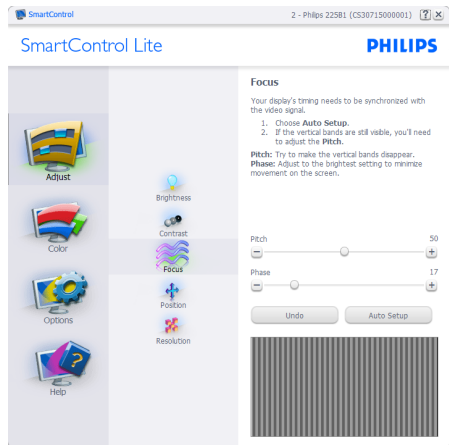 SmartControl
2 - Philips 225B1 (CS30715000001) ? x
SmartControl Lite
PHILIPS
Adjust
Color
Options
Help
Brightness
Contrast
Focus
Position
Resolution
Focus
Your display's timing needs to be synchronized with
the video signal.
1. Choose Auto Setup.
2. If the vertical bands are still visible, you'll need
to adjust the Pitch.
Pitch: Try to make the vertical bands disappear.
Phase: Adjust to the brightest setting to minimize
movement on the screen.
Pitch 50
Phase 17
Undo Auto Setup